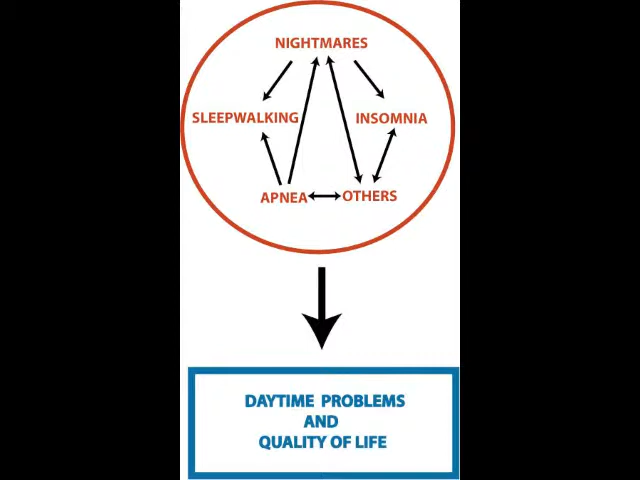 NIGHTMARES
SLEEPWALKING INSOMNIA
APNEA OTHERS
DAYTIME PROBLEMS
AND
QUALITY OF LIFE